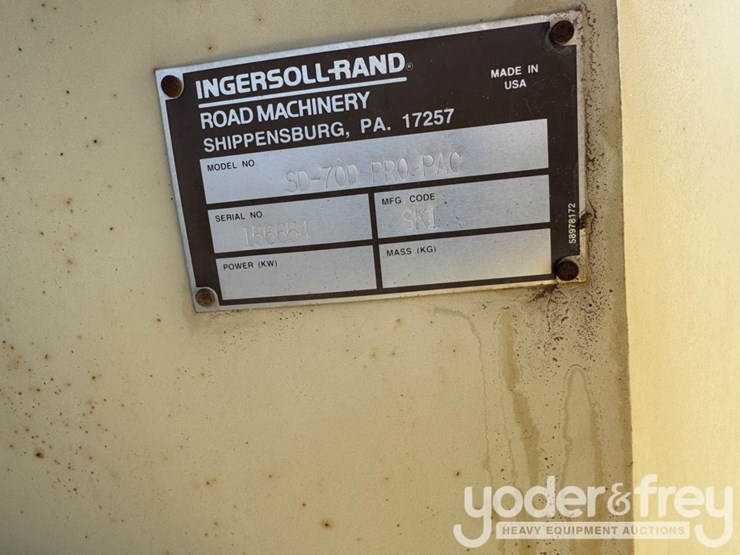 INGERSOLL-RAND®
ROAD MACHINERY
SHIPPENSBURG, PA. 17257
MADE IN
USA
MODEL NO
SD-70D PRO-PAC
SERIAL NO.
MFG CODE
POWER (KW)
MASS (KG)
58978172
yoder&frey
HEAVY EQUIPMENT AUCTIONS